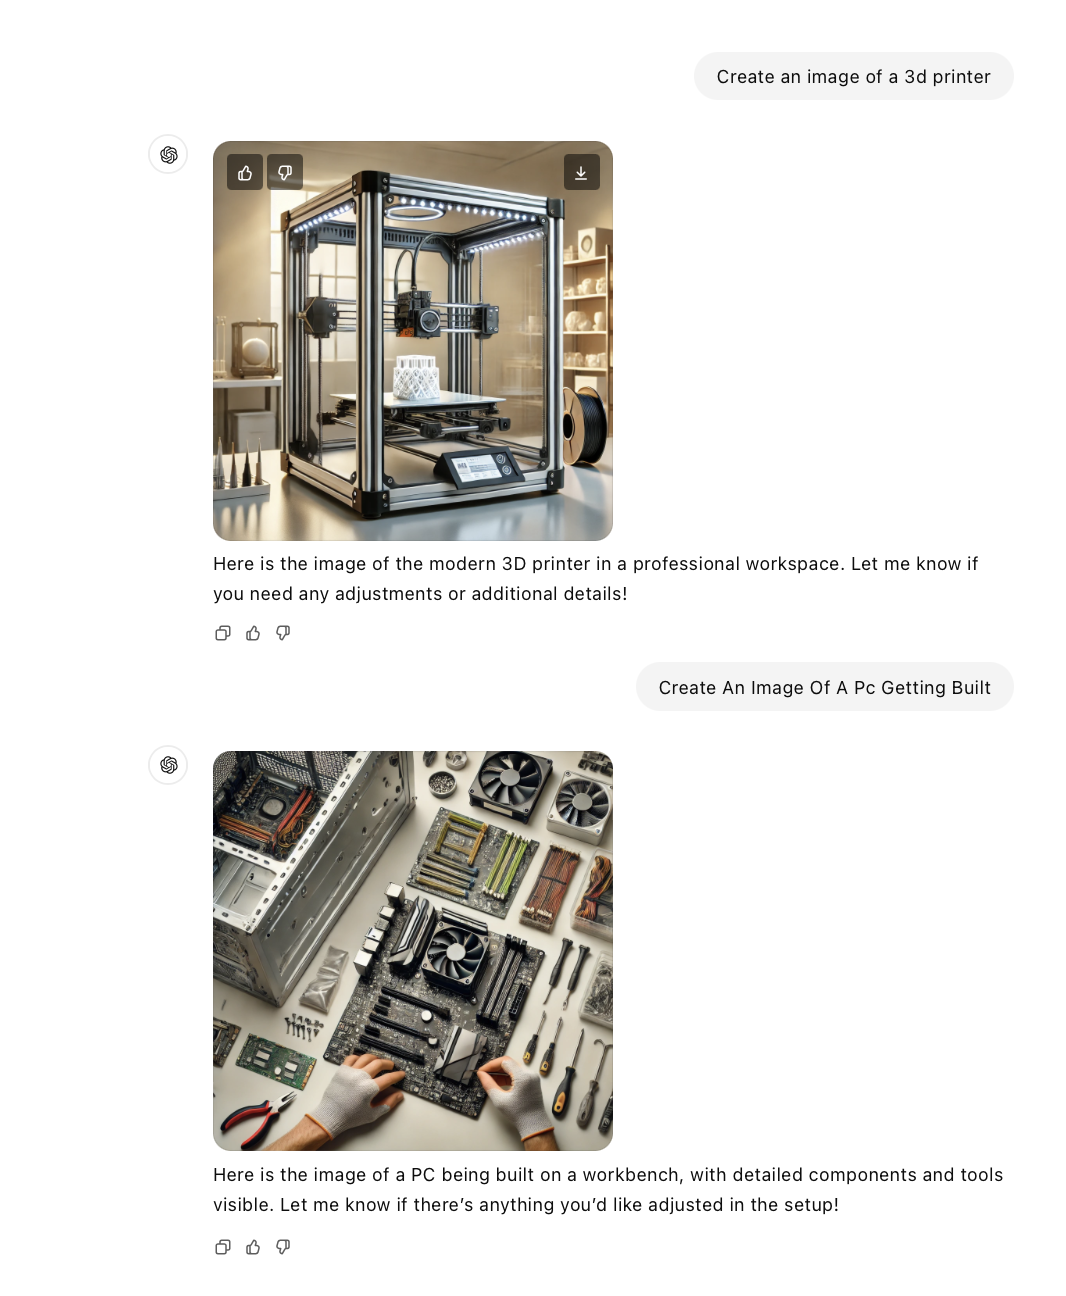 Create an image of a 3d printer
Here is the image of the modern 3D printer in a professional workspace. Let me know if
you need any adjustments or additional details!
Create An Image Of A Pc Getting Built
Here is the image of a PC being built on a workbench, with detailed components and tools
visible. Let me know if there’s anything you’d like adjusted in the setup!